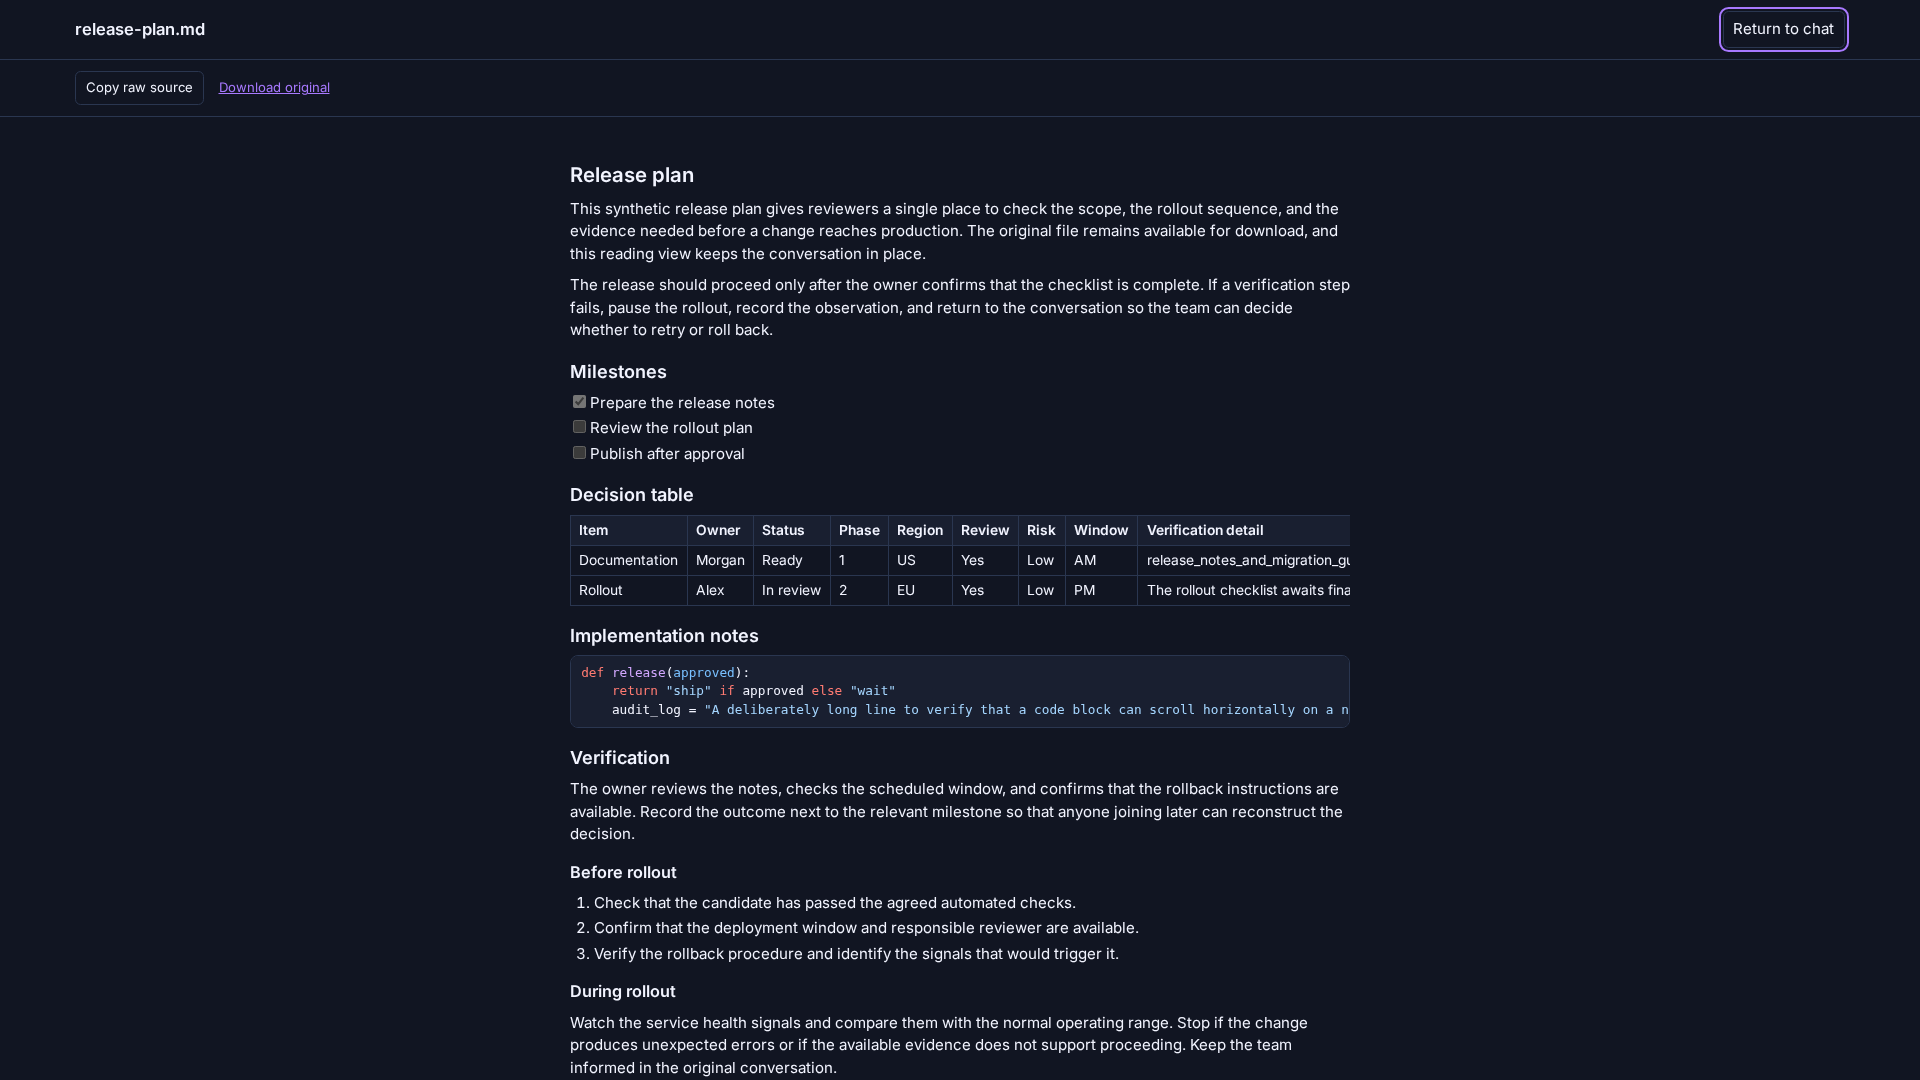 release-plan.md
Return to chat
Copy raw source
Download original
Release plan
This synthetic release plan gives reviewers a single place to check the scope, the rollout sequence, and the
evidence needed before a change reaches production. The original file remains available for download, and
this reading view keeps the conversation in place.
The release should proceed only after the owner confirms that the checklist is complete. If a verification step
fails, pause the rollout, record the observation, and return to the conversation so the team can decide
whether to retry or roll back.
Milestones
Prepare the release notes
Review the rollout plan
Publish after approval
Decision table
Item Owner Status Phase Region Review Risk Window Verification detail
Documentation Morgan Ready 1 US Yes Low AM release_notes_and_migration_gu
Rollout Alex In review 2 EU Yes Low PM The rollout checklist awaits fina
Implementation notes
def release(approved):
    return "ship" if approved else "wait"
    audit_log = "A deliberately long line to verify that a code block can scroll horizontally on a n
Verification
The owner reviews the notes, checks the scheduled window, and confirms that the rollback instructions are
available. Record the outcome next to the relevant milestone so that anyone joining later can reconstruct the
decision.
Before rollout
1. Check that the candidate has passed the agreed automated checks.
2. Confirm that the deployment window and responsible reviewer are available.
3. Verify the rollback procedure and identify the signals that would trigger it.
During rollout
Watch the service health signals and compare them with the normal operating range. Stop if the change
produces unexpected errors or if the available evidence does not support proceeding. Keep the team
informed in the original conversation.